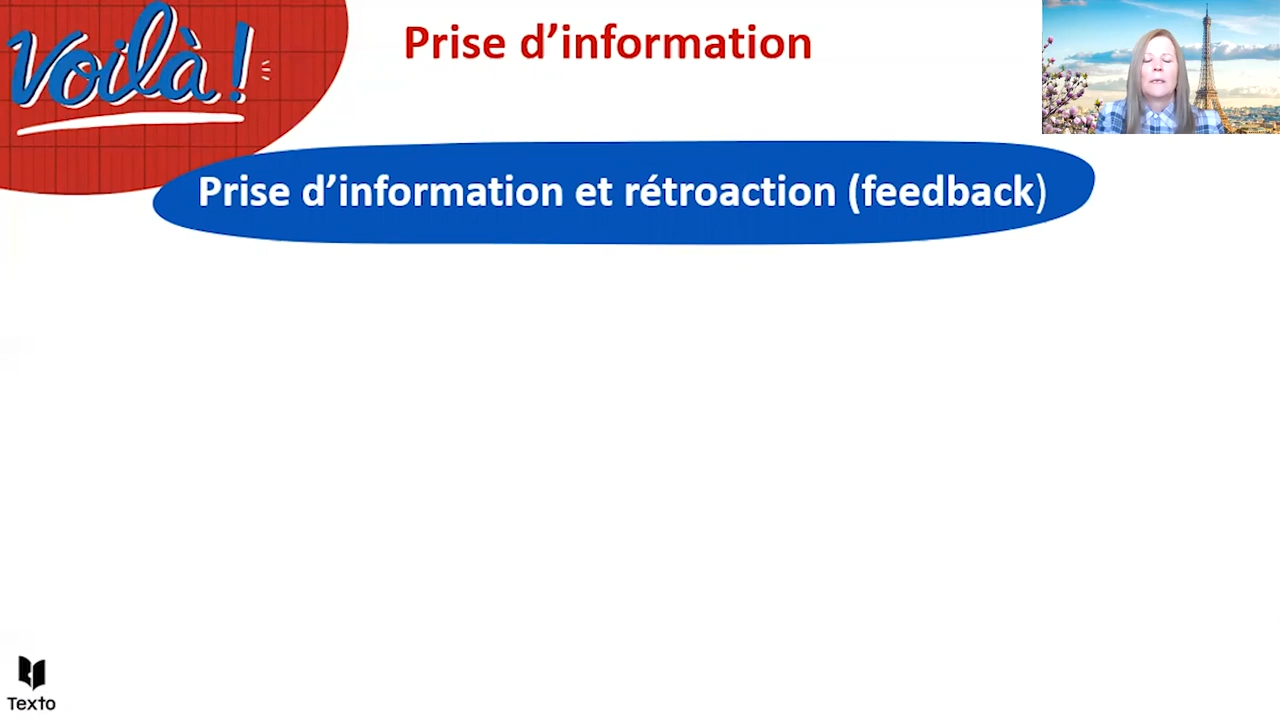 Voilà !
Prise d’information
Prise d’information et rétroaction (feedback)
Texto